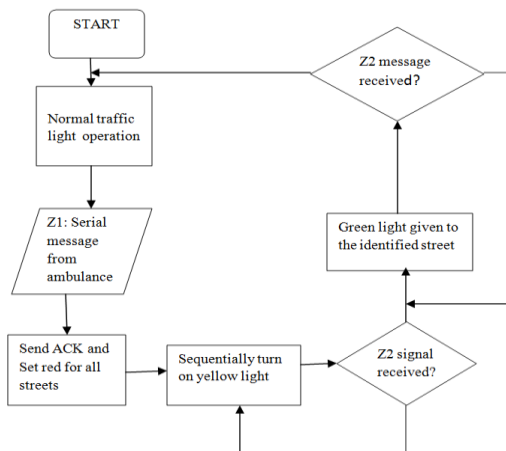 START
Normal traffic
light operation
Z1: Serial
message
from
ambulance
Send ACK and
Set red for all
streets
Sequentially turn
on yellow light
Z2 signal
received?
Green light given to
the identified street
Z2 message
received?